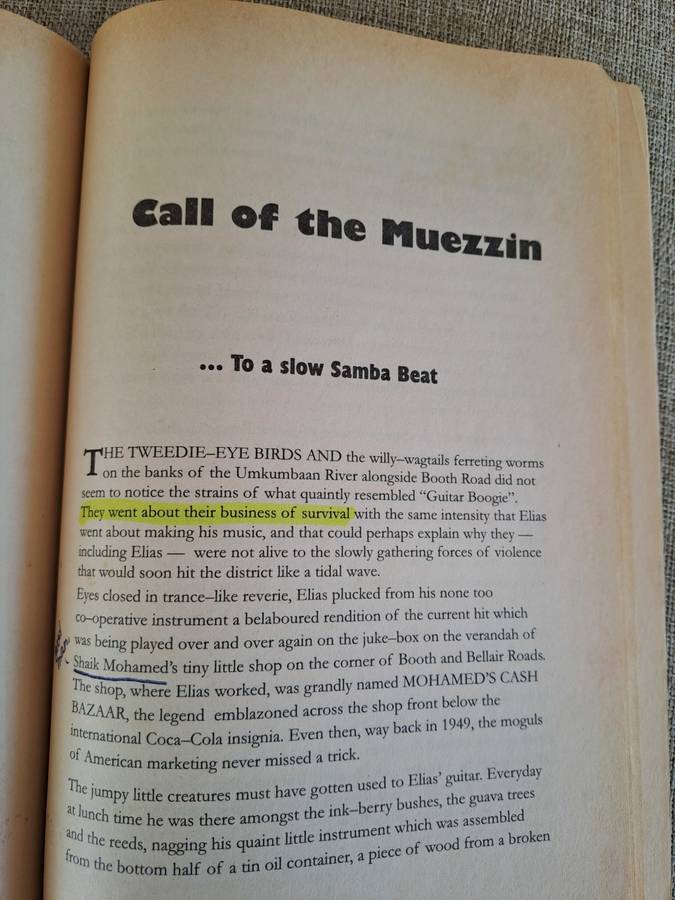 Call of the Muezzin
... To a slow Samba Beat
THE TWEEDIE–EYE BIRDS AND the willy–wagtails ferreting worms
on the banks of the Umkumbaan River alongside Booth Road did not
seem to notice the strains of what quaintly resembled “Guitar Boogie”.
They went about their business of survival with the same intensity that Elias
went about making his music, and that could perhaps explain why they —
including Elias — were not alive to the slowly gathering forces of violence
that would soon hit the district like a tidal wave.
Eyes closed in trance–like reverie, Elias plucked from his none too
co–operative instrument a belaboured rendition of the current hit which
was being played over and over again on the juke–box on the verandah of
Shaik Mohamed’s tiny little shop on the corner of Booth and Bellair Roads.
The shop, where Elias worked, was grandly named MOHAMED’S CASH
BAZAAR, the legend emblazoned across the shop front below the
international Coca–Cola insignia. Even then, way back in 1949, the moguls
of American marketing never missed a trick.
The jumpy little creatures must have gotten used to Elias’ guitar. Everyday
at lunch time he was there amongst the ink–berry bushes, the guava trees
and the reeds, nagging his quaint little instrument which was assembled
from the bottom half of a tin oil container, a piece of wood from a broken